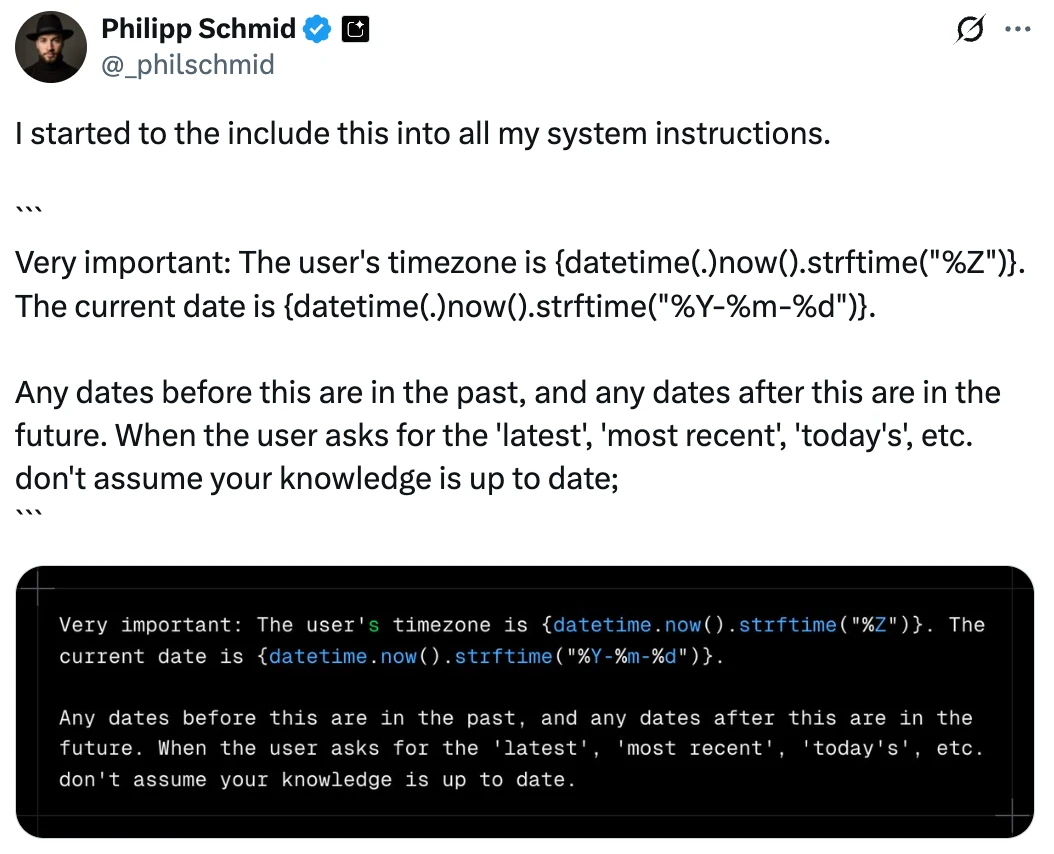 Philipp Schmid
@_philschmid
I started to the include this into all my system instructions.
```
Very important: The user's timezone is {datetime(.)now().strftime("%Z")}.
The current date is {datetime(.)now().strftime("%Y-%m-%d")}.
Any dates before this are in the past, and any dates after this are in the
future. When the user asks for the 'latest', 'most recent', 'today's', etc.
don't assume your knowledge is up to date;
```
Very important: The user's timezone is {datetime.now().strftime("%Z")}. The
current date is {datetime.now().strftime("%Y-%m-%d")}.
Any dates before this are in the past, and any dates after this are in the
future. When the user asks for the 'latest', 'most recent', 'today's', etc.
don't assume your knowledge is up to date.